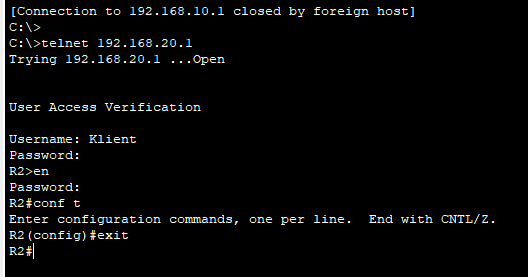 [Connection to 192.168.10.1 closed by foreign host]
C:\>
C:\>telnet 192.168.20.1
Trying 192.168.20.1 ...Open
User Access Verification
Username: Klient
Password:
R2>en
Password:
R2#conf t
Enter configuration commands, one per line.  End with CNTL/Z.
R2(config)#exit
R2#